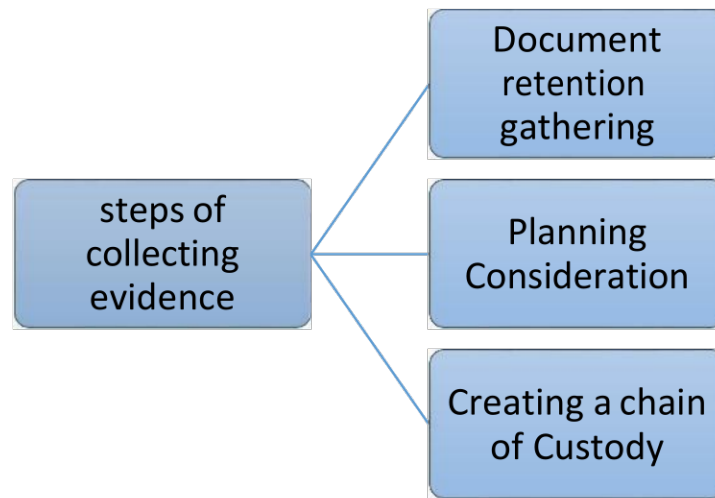 steps of
collecting
evidence
Document
retention
gathering
Planning
Consideration
Creating a chain
of Custody